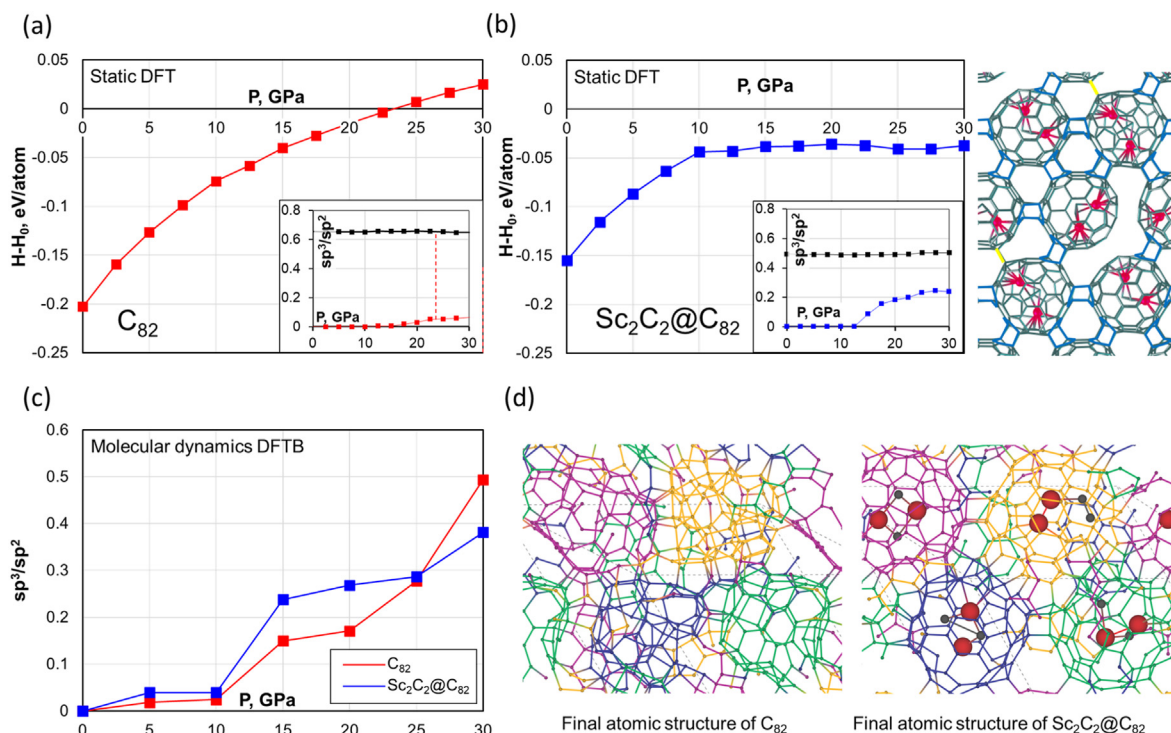 (a)
H-H₀, eV/atom
0.05
0
-0.05
-0.1
-0.15
-0.2
-0.25
Static DFT
P, GPa
0 5 10 15 20 25 30
C₈₂
sp³/sp²
0.8
0.6
0.4
0.2
0
P, GPa
0 10 20 30
(b)
H-H₀, eV/atom
0.05
0
-0.05
-0.1
-0.15
-0.2
-0.25
Static DFT
P, GPa
0 5 10 15 20 25 30
Sc₂C₂@C₈₂
sp³/sp²
0.8
0.6
0.4
0.2
0
P, GPa
0 10 20 30
(c)
sp³/sp²
0.6
0.5
0.4
0.3
0.2
0.1
0
Molecular dynamics DFTB
C₈₂
Sc₂C₂@C₈₂
P, GPa
0 5 10 15 20 25 30
(d)
Final atomic structure of C₈₂
Final atomic structure of Sc₂C₂@C₈₂